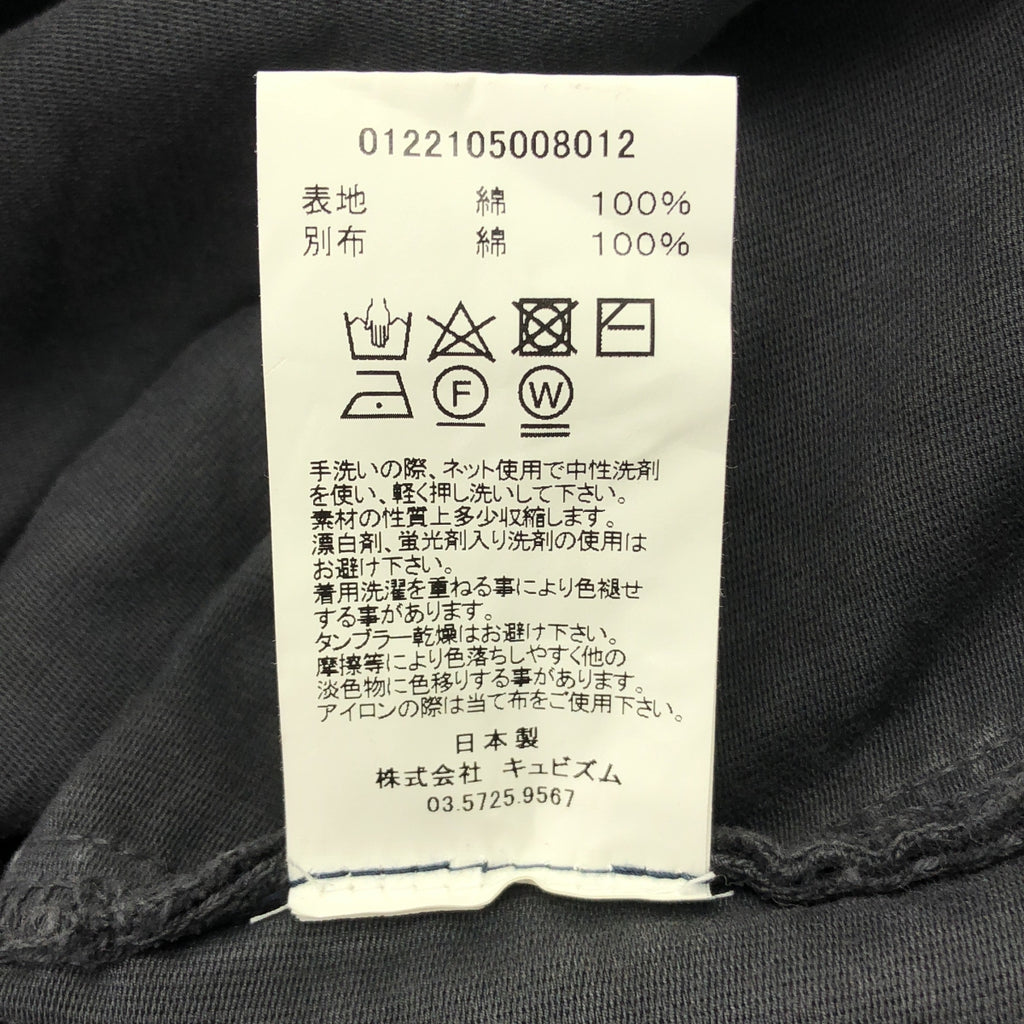 0122105008012
表地 綿 100%
別布 綿 100%
F W
手洗いの際、ネット使用で中性洗剤
を使い、軽く押し洗いして下さい。
素材の性質上多少収縮します。
漂白剤、蛍光剤入り洗剤の使用は
お避け下さい。
着用洗濯を重ねる事により色褪せ
する事があります。
タンブラー乾燥はお避け下さい。
摩擦等により色落ちしやすく他の
淡色物に色移りする事があります。
アイロンの際は当て布をご使用下さい。
日本製
株式会社 キュビズム
03.5725.9567